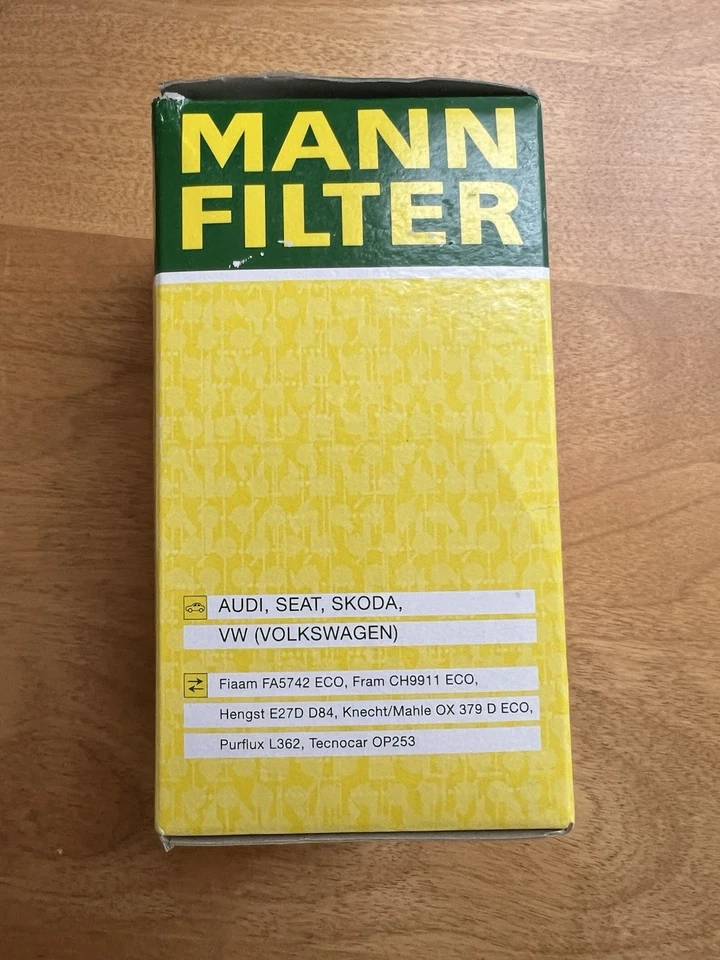 MANN
FILTER
AUDI, SEAT, SKODA,
VW (VOLKSWAGEN)
Fiaam FA5742 ECO, Fram CH9911 ECO,
Hengst E27D D84, Knecht/Mahle OX 379 D ECO,
Purflux L362, Tecnocar OP253